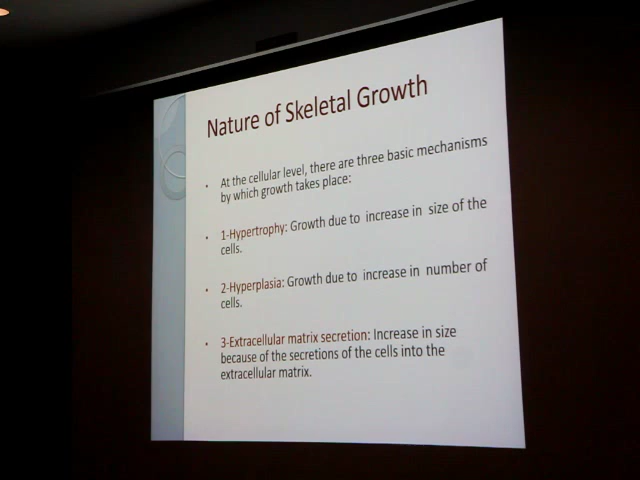 Nature of Skeletal Growth
• At the cellular level, there are three basic mechanisms
by which growth takes place:
• 1-Hypertrophy: Growth due to increase in size of the
cells.
• 2-Hyperplasia: Growth due to increase in number of
cells.
• 3-Extracellular matrix secretion: Increase in size
because of the secretions of the cells into the
extracellular matrix.